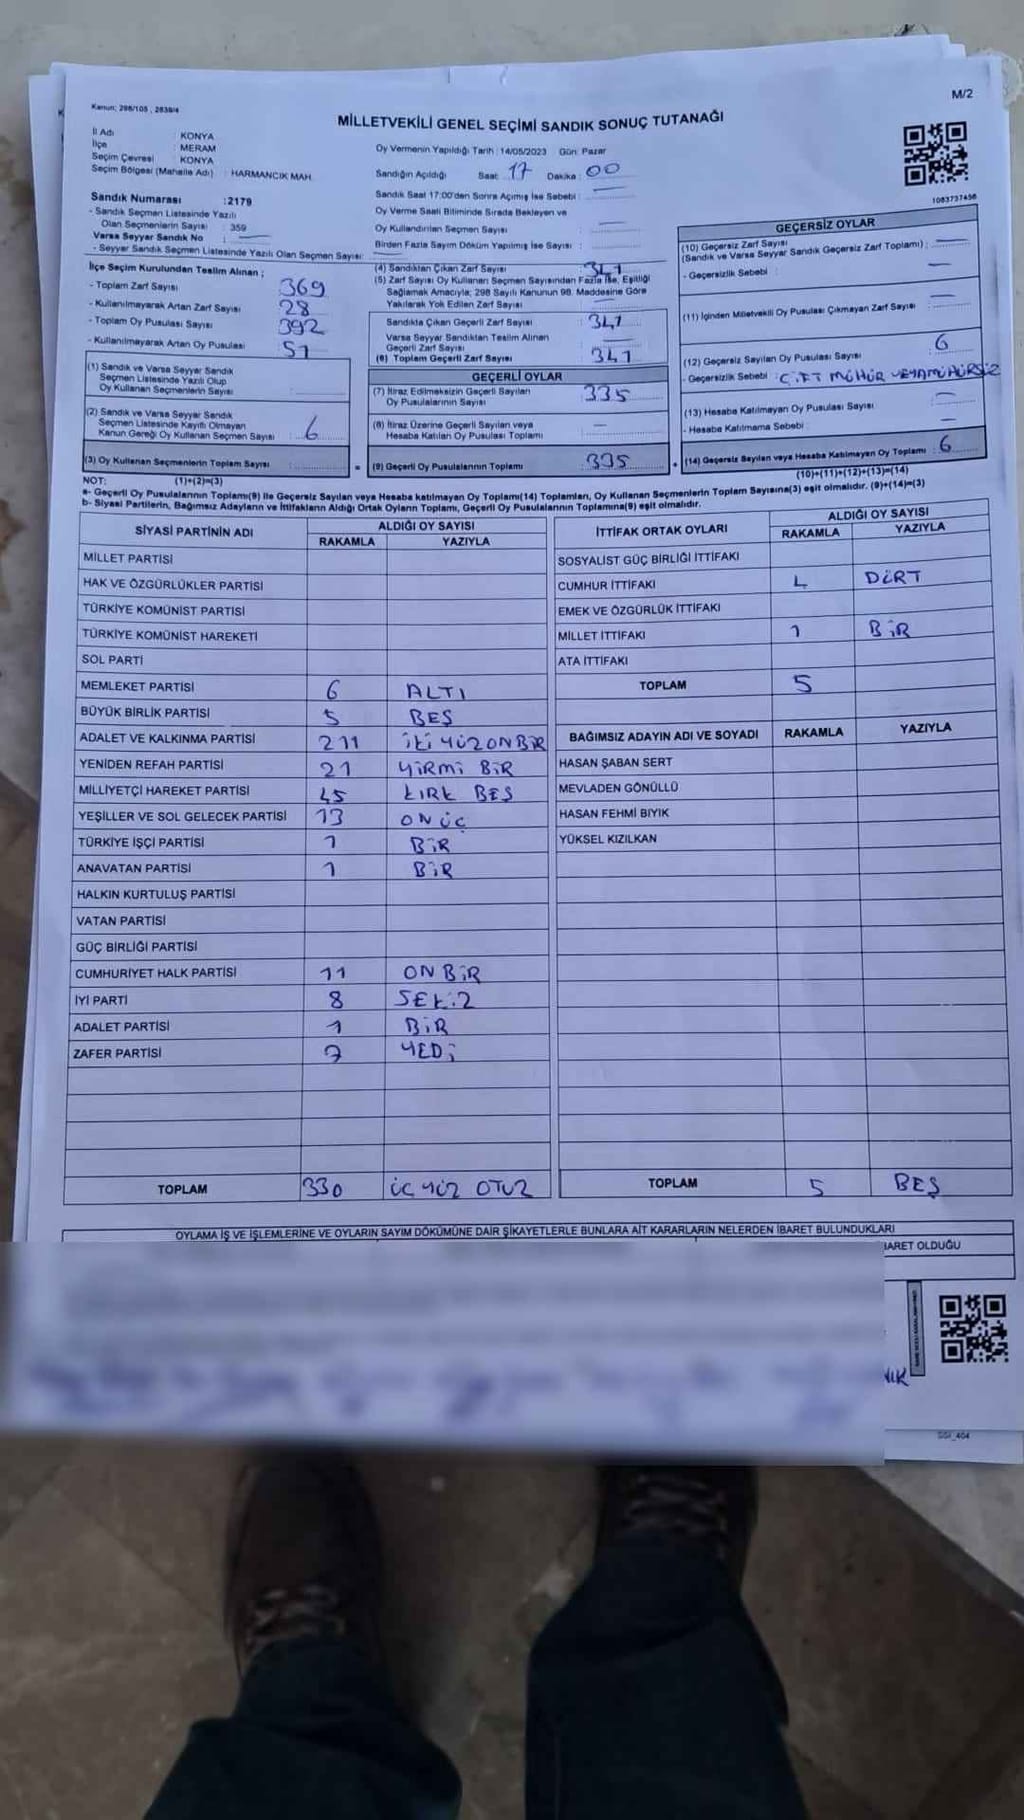 Kanun: 298/105 , 2839/4
M/2
MİLLETVEKİLİ GENEL SEÇİMİ SANDIK SONUÇ TUTANAĞI
İl Adı : KONYA
İlçe : MERAM
Seçim Çevresi : KONYA
Seçim Bölgesi (Mahalle Adı) : HARMANCIK MAH.
Oy Vermenin Yapıldığı Tarih : 14/05/2023 Gün: Pazar
Sandığın Açıldığı Saat: 17 Dakika : 00
Sandık Saat 17:00'den Sonra Açılmış İse Sebebi :
Oy Verme Saati Bitiminde Sırada Bekleyen ve
Oy Kullandırılan Seçmen Sayısı :
Birden Fazla Sayım Döküm Yapılmış İse Sayısı :
Sandık Numarası : 2179
- Sandık Seçmen Listesinde Yazılı
Olan Seçmenlerin Sayısı : 359
Varsa Seyyar Sandık No :
- Seyyar Sandık Seçmen Listesinde Yazılı Olan Seçmen Sayısı:
1083737456
İlçe Seçim Kurulundan Teslim Alınan ;
- Toplam Zarf Sayısı : 369
- Kullanılmayarak Artan Zarf Sayısı : 28
- Toplam Oy Pusulası Sayısı : 392
- Kullanılmayarak Artan Oy Pusulası : 51
(1) Sandık ve Varsa Seyyar Sandık
Seçmen Listesinde Yazılı Olup
Oy Kullanan Seçmenlerin Sayısı :
(2) Sandık ve Varsa Seyyar Sandık
Seçmen Listesinde Kayıtlı Olmayan
Kanun Gereği Oy Kullanan Seçmen Sayısı : 6
(3) Oy Kullanan Seçmenlerin Toplam Sayısı :
(4) Sandıktan Çıkan Zarf Sayısı : 341
(5) Zarf Sayısı Oy Kullanan Seçmen Sayısından Fazla İse, Eşitliği
Sağlamak Amacıyla; 298 Sayılı Kanunun 98. Maddesine Göre
Yakılarak Yok Edilen Zarf Sayısı :
Sandıkta Çıkan Geçerli Zarf Sayısı : 341
Varsa Seyyar Sandıktan Teslim Alınan
Geçerli Zarf Sayısı :
(6) Toplam Geçerli Zarf Sayısı : 341
GEÇERLİ OYLAR
(7) İtiraz Edilmeksizin Geçerli Sayılan
Oy Pusulalarının Sayısı : 335
(8) İtiraz Üzerine Geçerli Sayılan veya
Hesaba Katılan Oy Pusulası Toplamı :
(9) Geçerli Oy Pusulalarının Toplamı : 335
GEÇERSİZ OYLAR
(10) Geçersiz Zarf Sayısı
(Sandık ve Varsa Seyyar Sandık Geçersiz Zarf Toplamı) :
- Geçersizlik Sebebi :
(11) İçinden Milletvekili Oy Pusulası Çıkmayan Zarf Sayısı :
(12) Geçersiz Sayılan Oy Pusulası Sayısı : 6
- Geçersizlik Sebebi : ÇİFT MÜHÜR VEYA MÜHÜRSÜZ
(13) Hesaba Katılmayan Oy Pusulası Sayısı :
- Hesaba Katılmama Sebebi :
(14) Geçersiz Sayılan veya Hesaba Katılmayan Oy Toplamı : 6
NOT: (1)+(2)=(3)
(10)+(11)+(12)+(13)=(14)
a- Geçerli Oy Pusulalarının Toplamı(9) ile Geçersiz Sayılan veya Hesaba katılmayan Oy Toplamı(14) Toplamları, Oy Kullanan Seçmenlerin Toplam Sayısına(3) eşit olmalıdır. (9)+(14)=(3)
b- Siyasi Partilerin, Bağımsız Adayların ve İttifakların Aldığı Ortak Oyların Toplamı, Geçerli Oy Pusulalarının Toplamına(9) eşit olmalıdır.
SİYASİ PARTİNİN ADI ALDIĞI OY SAYISI
RAKAMLA YAZIYLA
MİLLET PARTİSİ
HAK VE ÖZGÜRLÜKLER PARTİSİ
TÜRKİYE KOMÜNİST PARTİSİ
TÜRKİYE KOMÜNİST HAREKETİ
SOL PARTİ
MEMLEKET PARTİSİ 6 ALTI
BÜYÜK BİRLİK PARTİSİ 5 BEŞ
ADALET VE KALKINMA PARTİSİ 211 İKİ YÜZ ON BİR
YENİDEN REFAH PARTİSİ 21 YİRMİ BİR
MİLLİYETÇİ HAREKET PARTİSİ 45 KIRK BEŞ
YEŞİLLER VE SOL GELECEK PARTİSİ 13 ON ÜÇ
TÜRKİYE İŞÇİ PARTİSİ 1 BİR
ANAVATAN PARTİSİ 1 BİR
HALKIN KURTULUŞ PARTİSİ
VATAN PARTİSİ
GÜÇ BİRLİĞİ PARTİSİ
CUMHURİYET HALK PARTİSİ 11 ON BİR
İYİ PARTİ 8 SEKİZ
ADALET PARTİSİ 1 BİR
ZAFER PARTİSİ 7 YEDİ
TOPLAM 330 ÜÇ YÜZ OTUZ
İTTİFAK ORTAK OYLARI ALDIĞI OY SAYISI
RAKAMLA YAZIYLA
SOSYALİST GÜÇ BİRLİĞİ İTTİFAKI
CUMHUR İTTİFAKI 4 DÖRT
EMEK VE ÖZGÜRLÜK İTTİFAKI
MİLLET İTTİFAKI 1 BİR
ATA İTTİFAKI
TOPLAM 5
BAĞIMSIZ ADAYIN ADI VE SOYADI RAKAMLA YAZIYLA
HASAN ŞABAN SERT
MEVLADEN GÖNÜLLÜ
HASAN FEHMİ BIYIK
YÜKSEL KIZILKAN
TOPLAM 5 BEŞ
OYLAMA İŞ VE İŞLEMLERİNE VE OYLARIN SAYIM DÖKÜMÜNE DAİR ŞİKAYETLERLE BUNLARA AİT KARARLARIN NELERDEN İBARET BULUNDUKLARI
BARET OLDUĞU